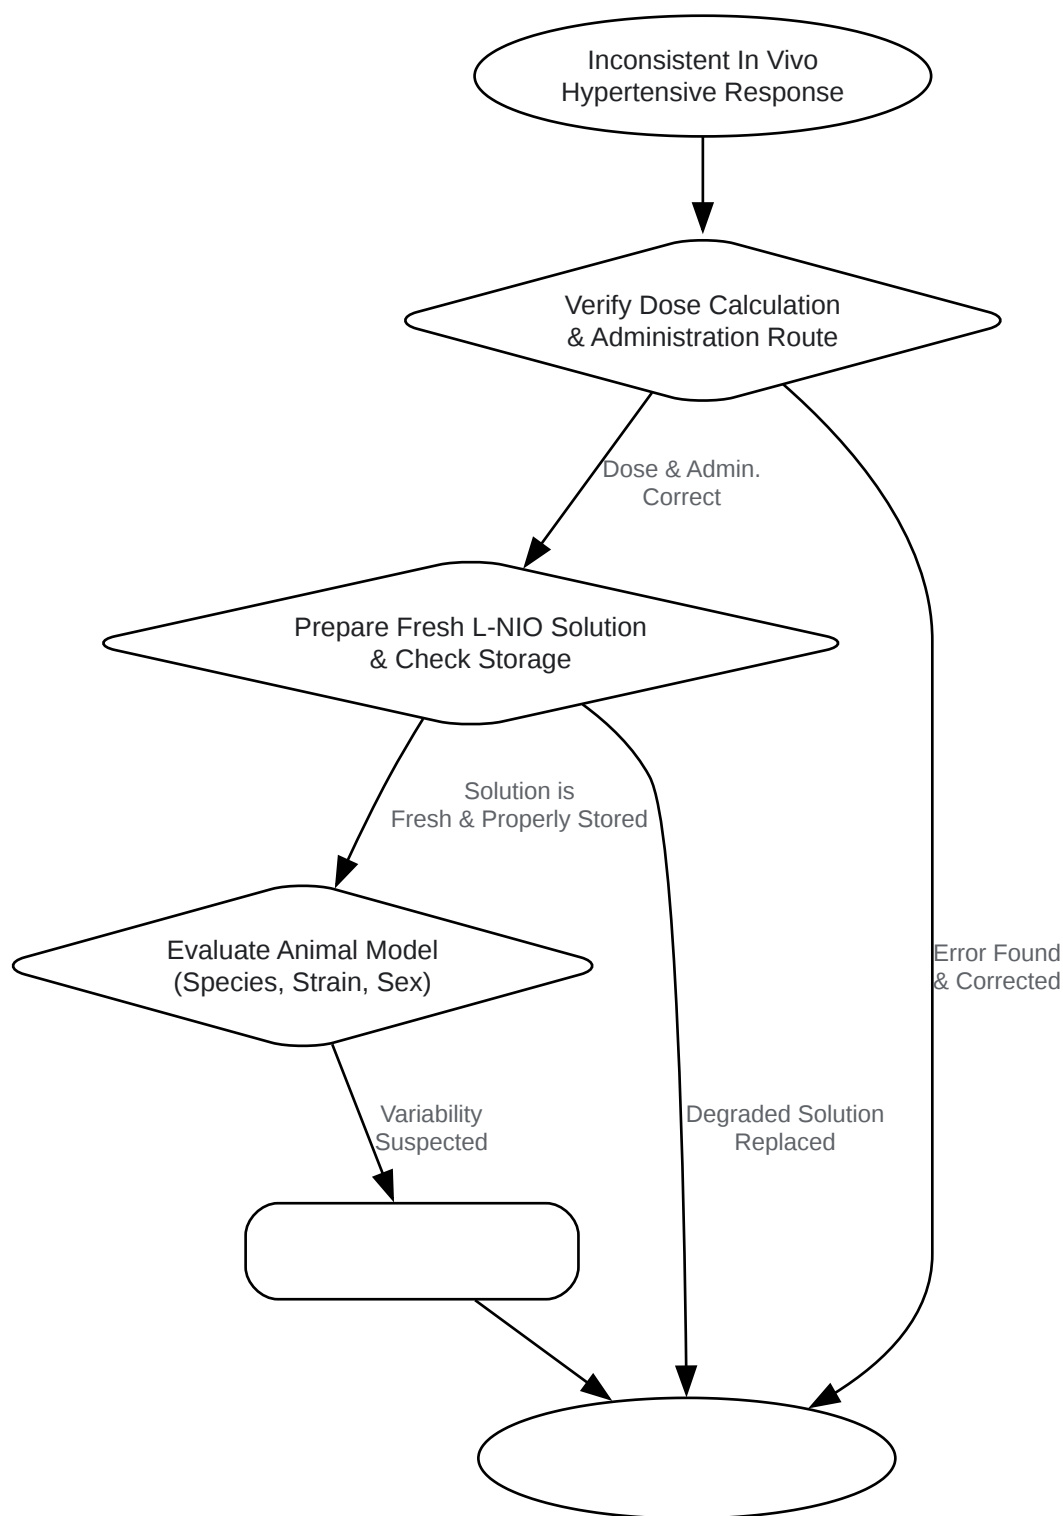 Inconsistent In Vivo
Hypertensive Response
Verify Dose Calculation
& Administration Route
Dose & Admin.
Correct
Prepare Fresh L-NIO Solution
& Check Storage
Solution is
Fresh & Properly Stored
Evaluate Animal Model
(Species, Strain, Sex)
Error Found
& Corrected
Variability
Suspected
Degraded Solution
Replaced